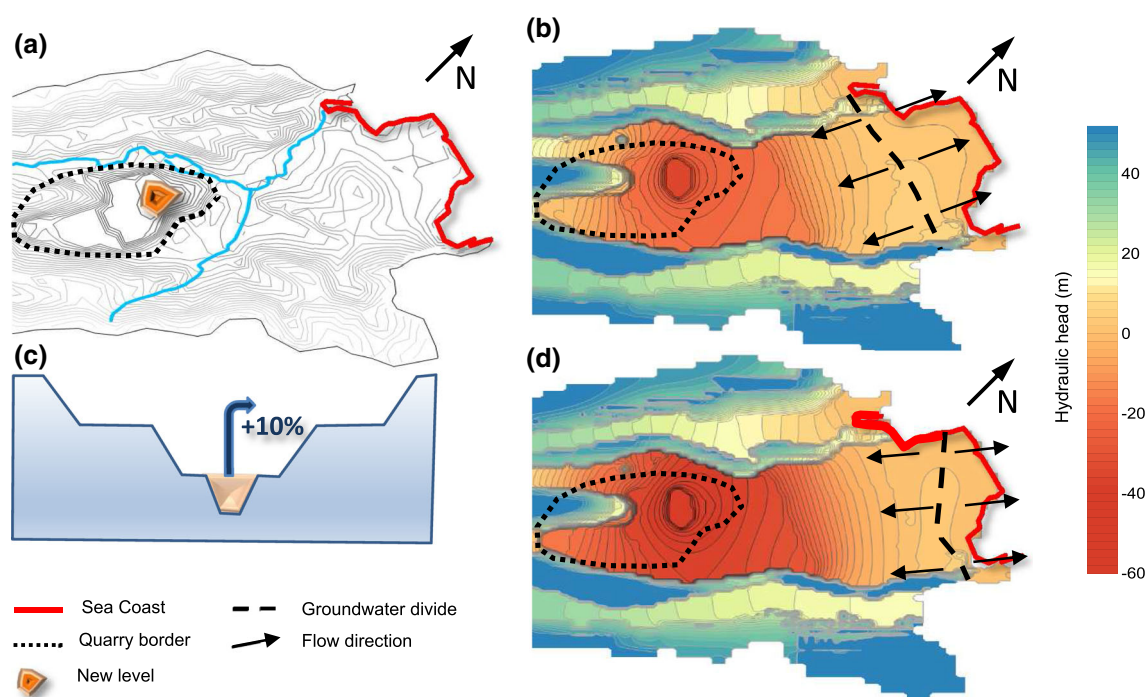 (a)
N
(b)
N
(c)
+10%
(d)
N
Hydraulic head (m)
40
20
0
-20
-40
-60
Sea Coast
Groundwater divide
Quarry border
Flow direction
New level